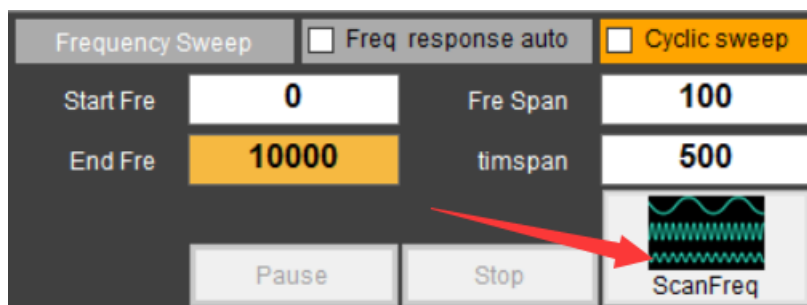 Frequency Sweep Freq response auto Cyclic sweep
Start Fre 0 Fre Span 100
End Fre 10000 timspan 500
Pause Stop ScanFreq